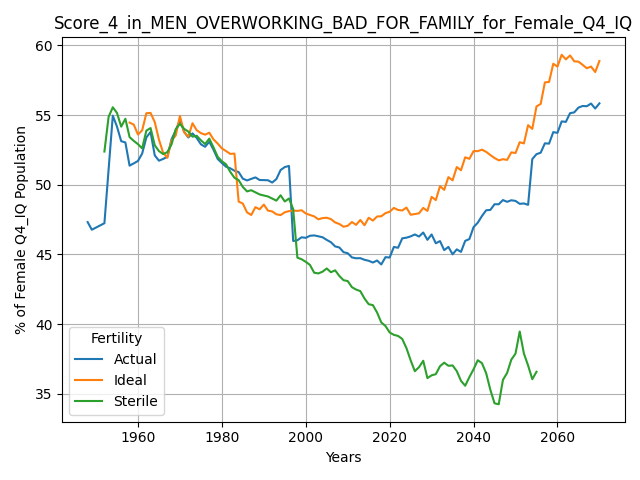 Score_4_in_MEN_OVERWORKING_BAD_FOR_FAMILY_for_Female_Q4_IQ
% of Female Q4_IQ Population
60
55
50
45
40
35
Fertility
Actual
Ideal
Sterile
1960 1980 2000 2020 2040 2060
Years